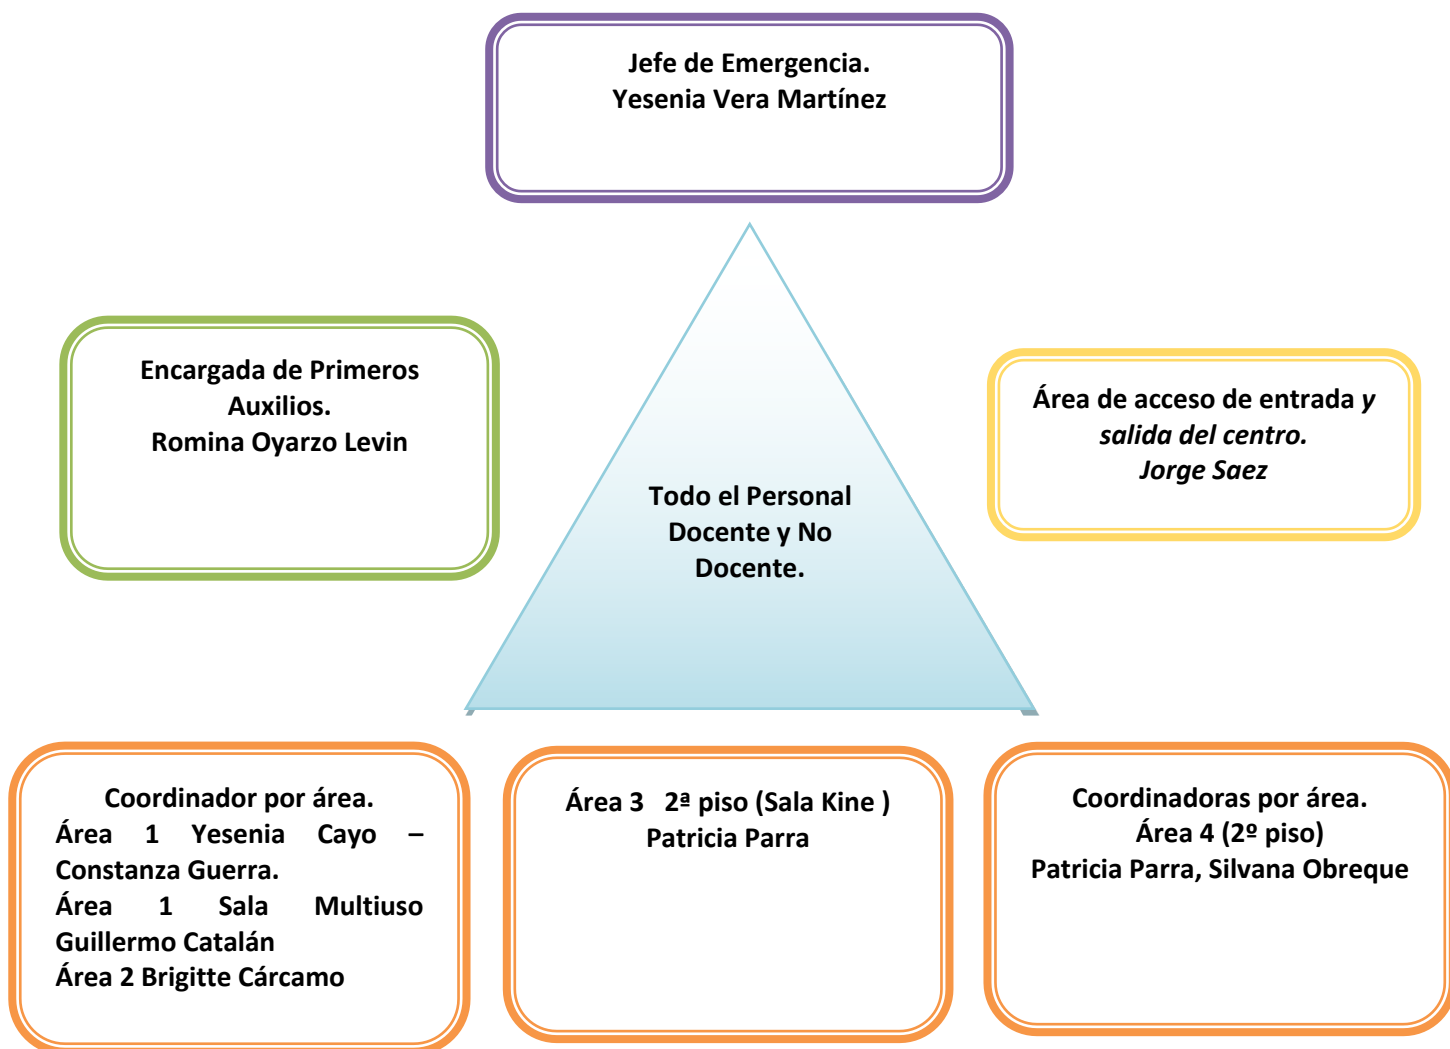 Jefe de Emergencia.
Yesenia Vera Martínez
Encargada de Primeros
Auxilios.
Romina Oyarzo Levin
Área de acceso de entrada y
salida del centro.
Jorge Saez
Todo el Personal
Docente y No
Docente.
Coordinador por área.
Área 1 Yesenia Cayo –
Constanza Guerra.
Área 1 Sala Multiuso
Guillermo Catalán
Área 2 Brigitte Cárcamo
Área 3 2ª piso (Sala Kine )
Patricia Parra
Coordinadoras por área.
Área 4 (2º piso)
Patricia Parra, Silvana Obreque